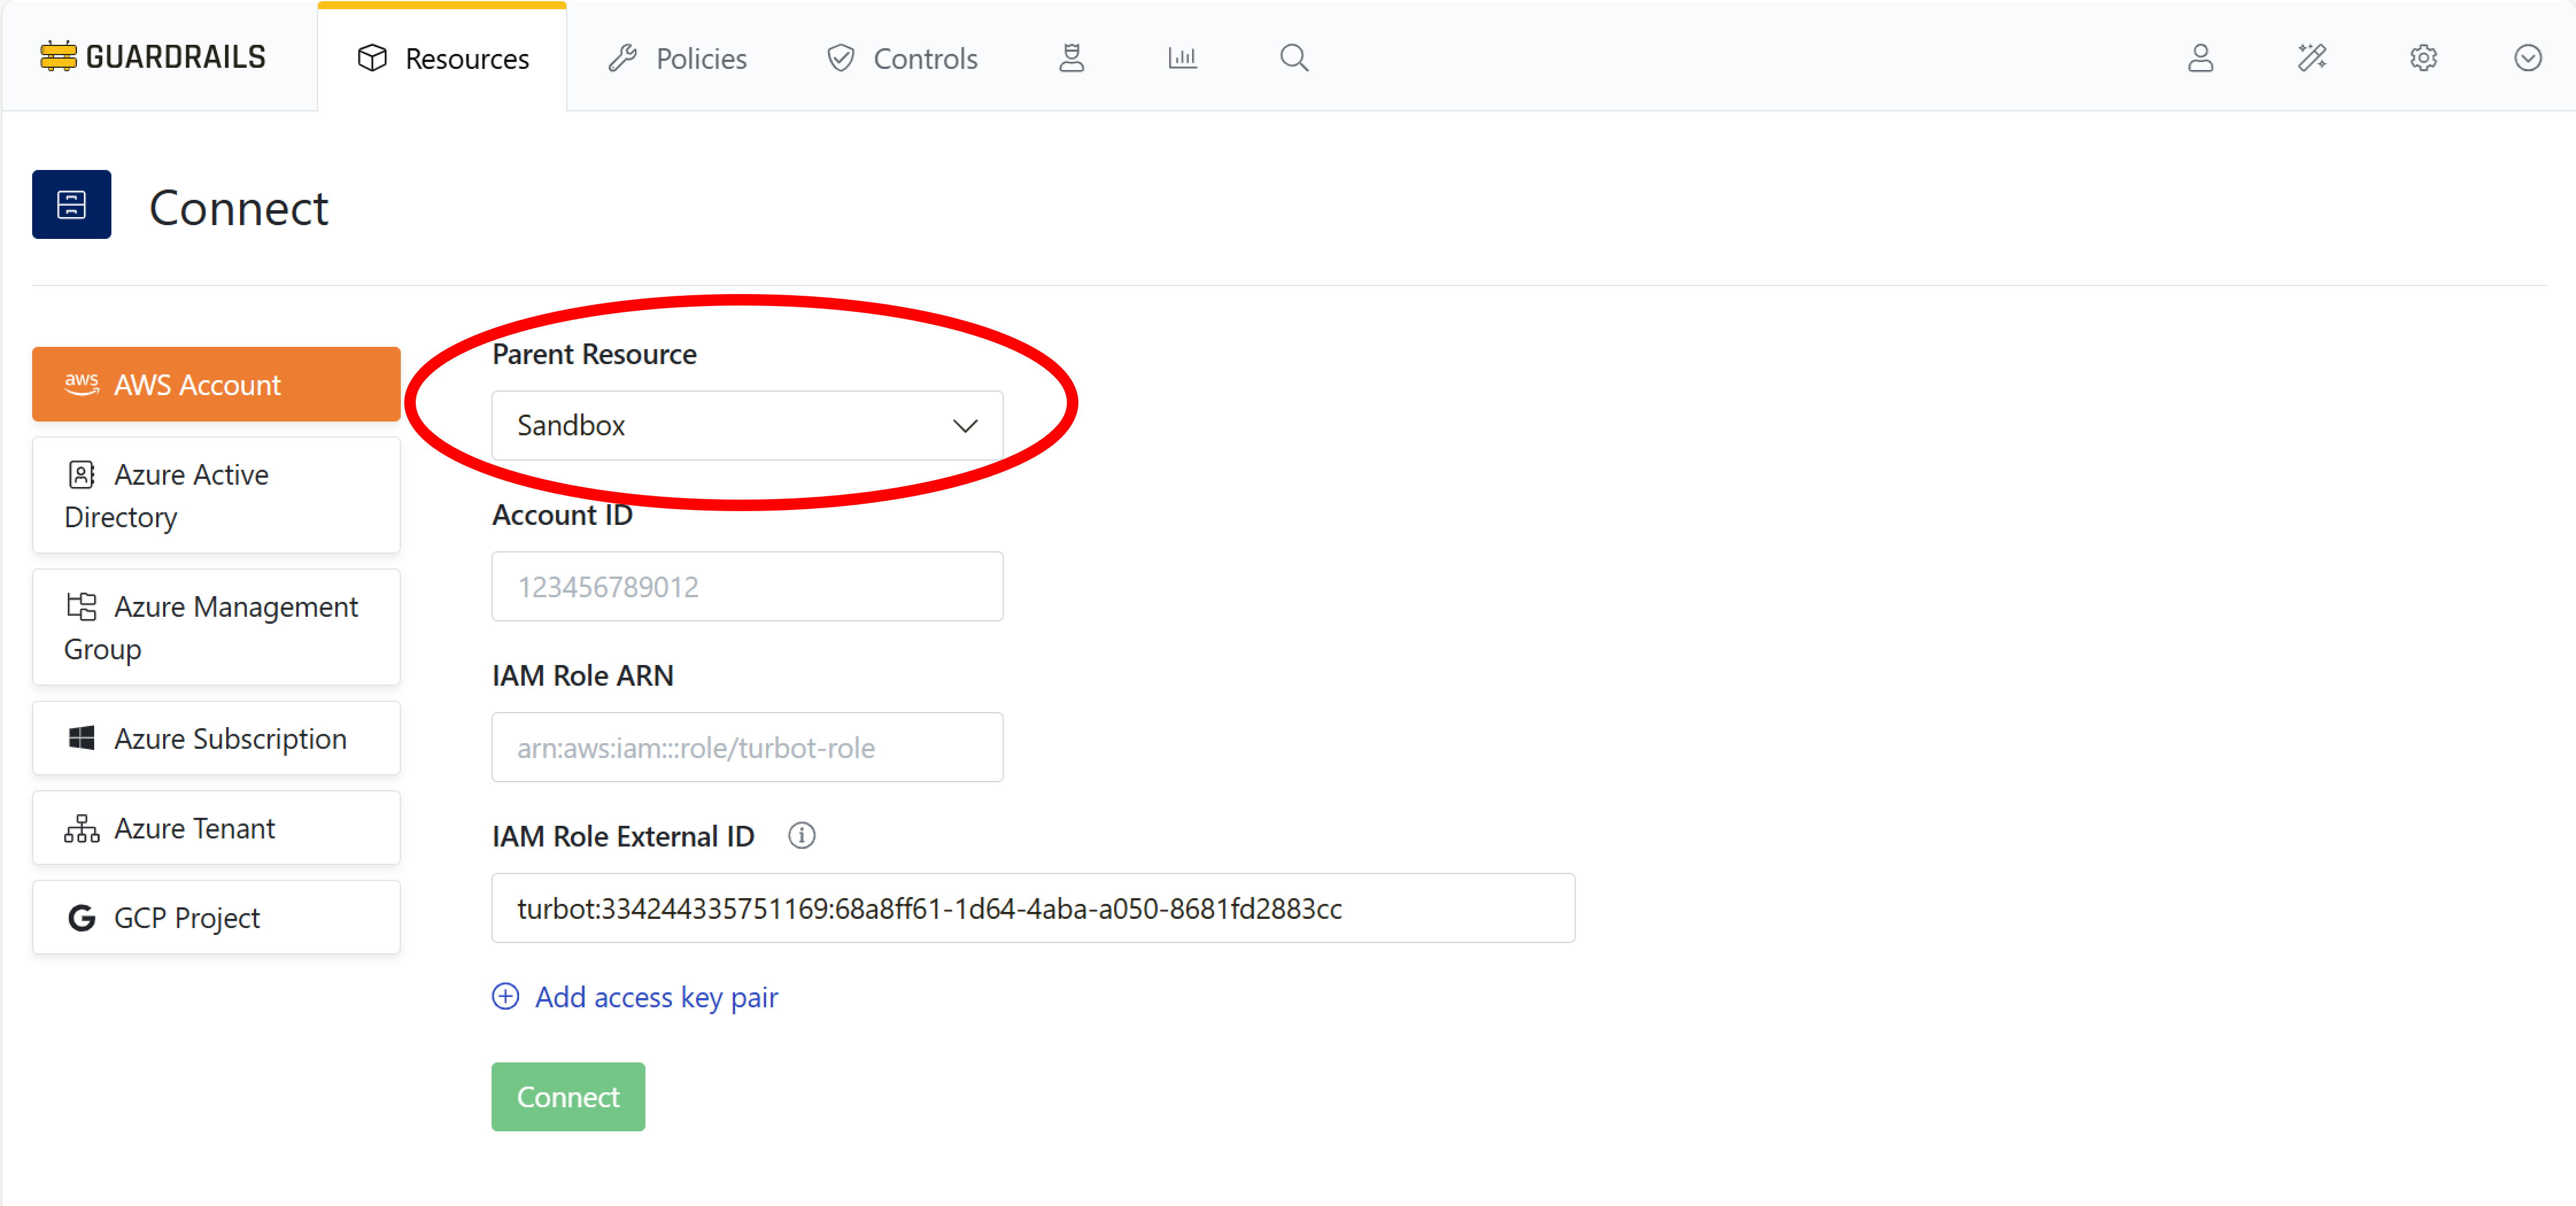 GUARDRAILS
Resources
Policies
Controls
Connect
aws AWS Account
Azure Active
Directory
Azure Management
Group
Azure Subscription
Azure Tenant
G GCP Project
Parent Resource
Sandbox
Account ID
123456789012
IAM Role ARN
arn:aws:iam:::role/turbot-role
IAM Role External ID
turbot:334244335751169:68a8ff61-1d64-4aba-a050-8681fd2883cc
Add access key pair
Connect